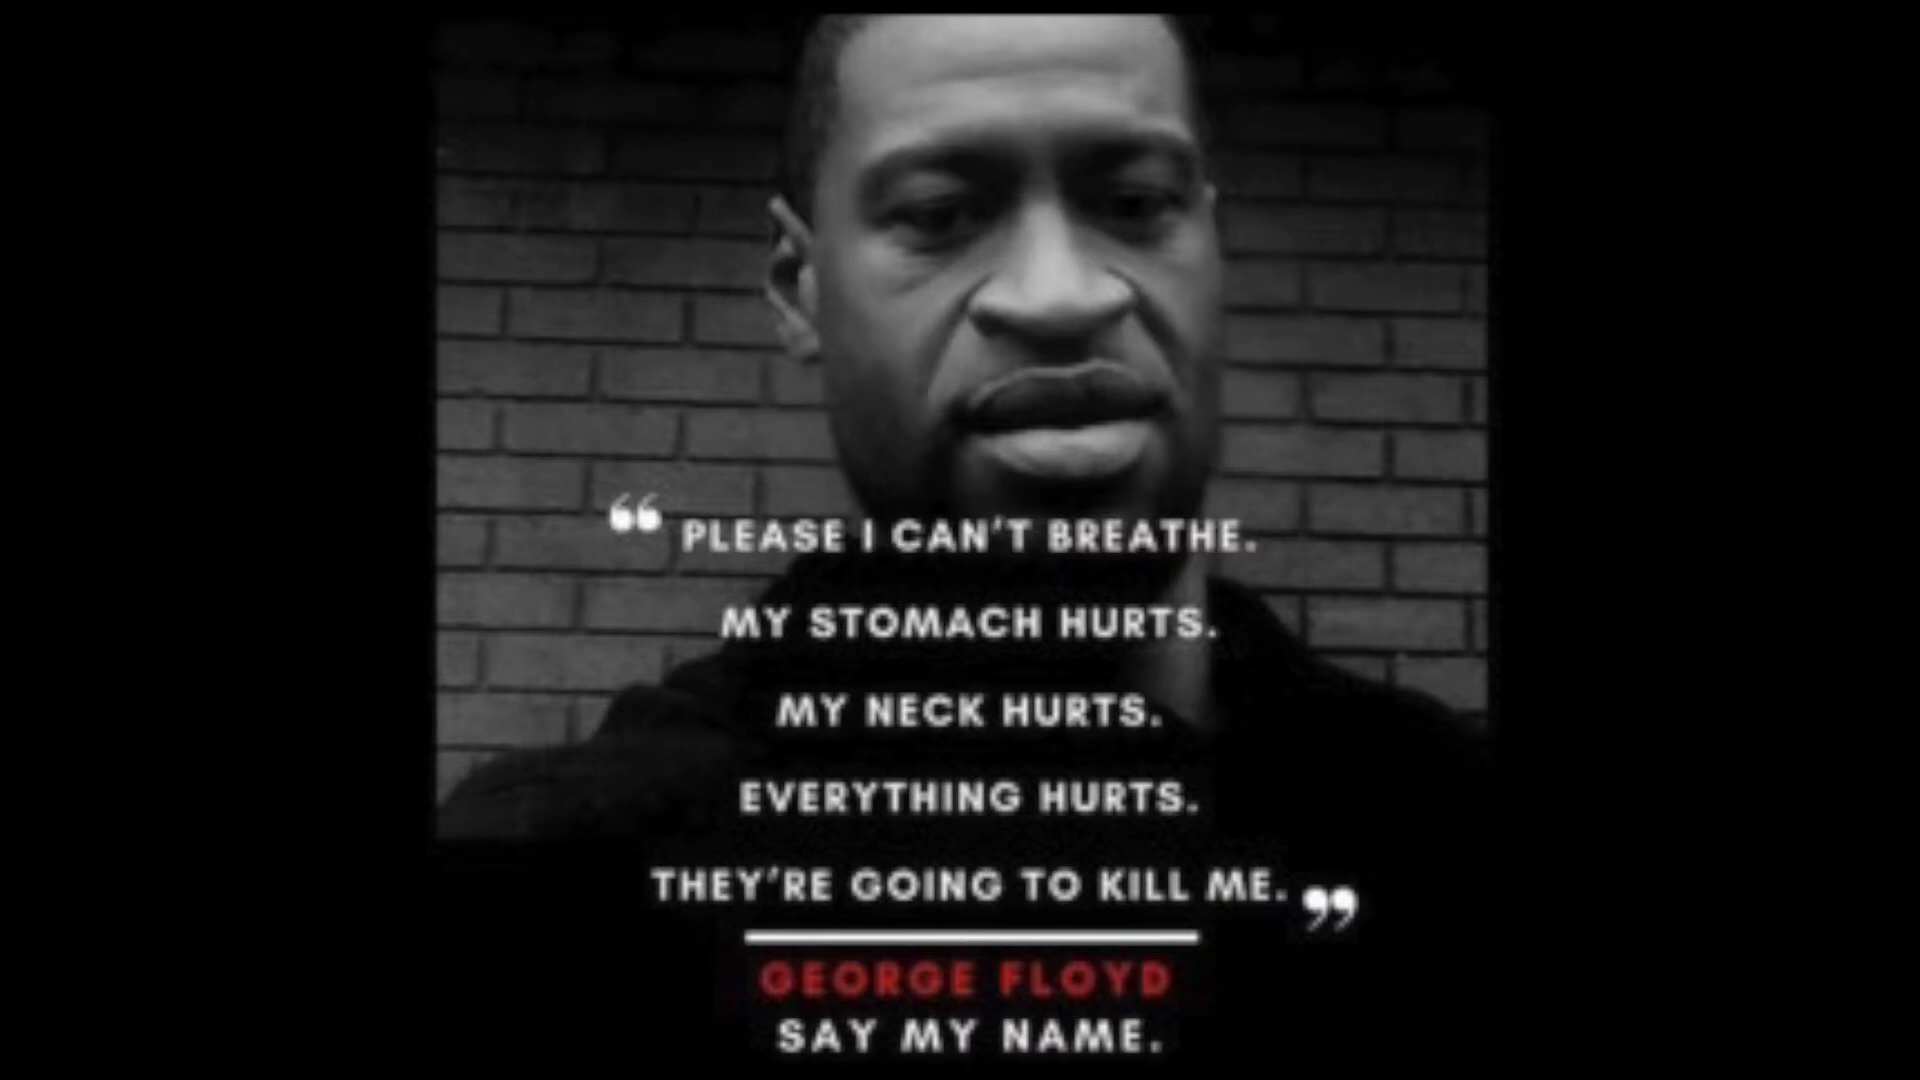 “ PLEASE I CAN'T BREATHE.
MY STOMACH HURTS.
MY NECK HURTS.
EVERYTHING HURTS.
THEY'RE GOING TO KILL ME. ”
GEORGE FLOYD
SAY MY NAME.